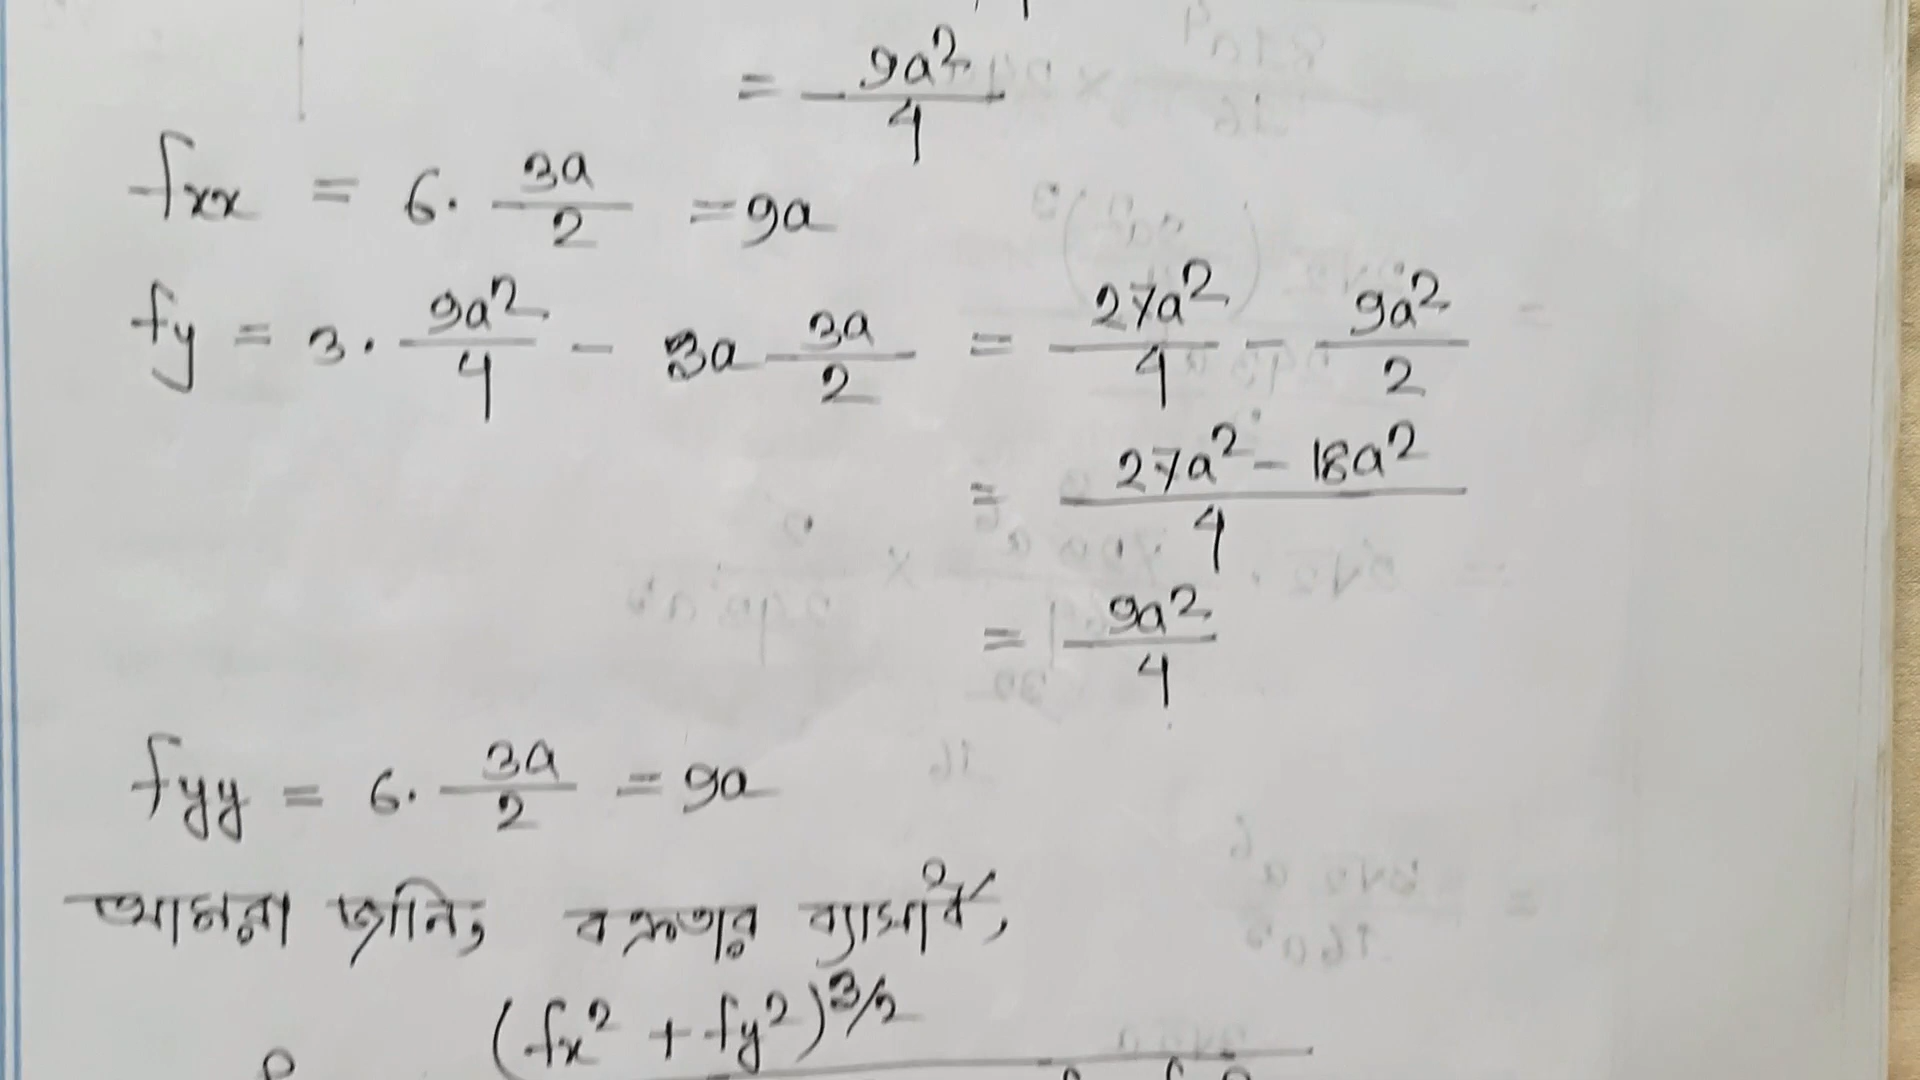 = 9a²/4
fxx = 6. 3a/2 = 9a
fy = 3. 9a²/4 - 3a 3a/2 = 27a²/4 - 9a²/2
= 27a² - 18a²/4
= 9a²/4
fyy = 6. 3a/2 = 9a
আমরা জানি, বক্রতার ব্যাসার্ধ,
(fx² + fy²)^3/2